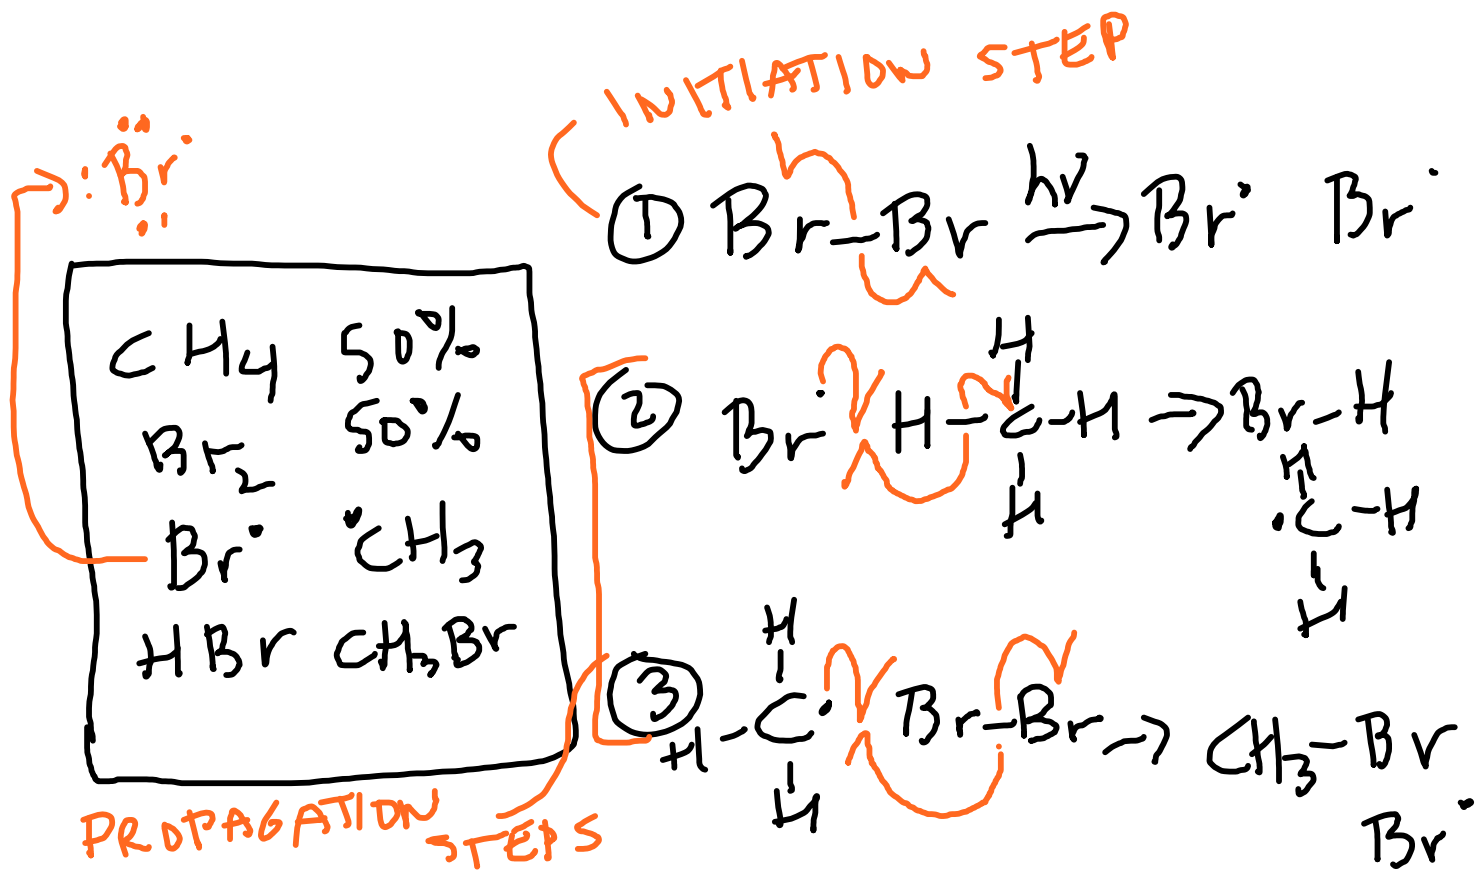 INITIATION STEP
:Br·
① Br–Br hν→ Br· Br·
CH4 50%
Br2 50%
Br· ·CH3
HBr CH3Br
H
② Br· H–C–H → Br–H
H
H
·C–H
H
H
③ H–C· Br–Br → CH3–Br
H
Br·
PROPAGATION
STEPS